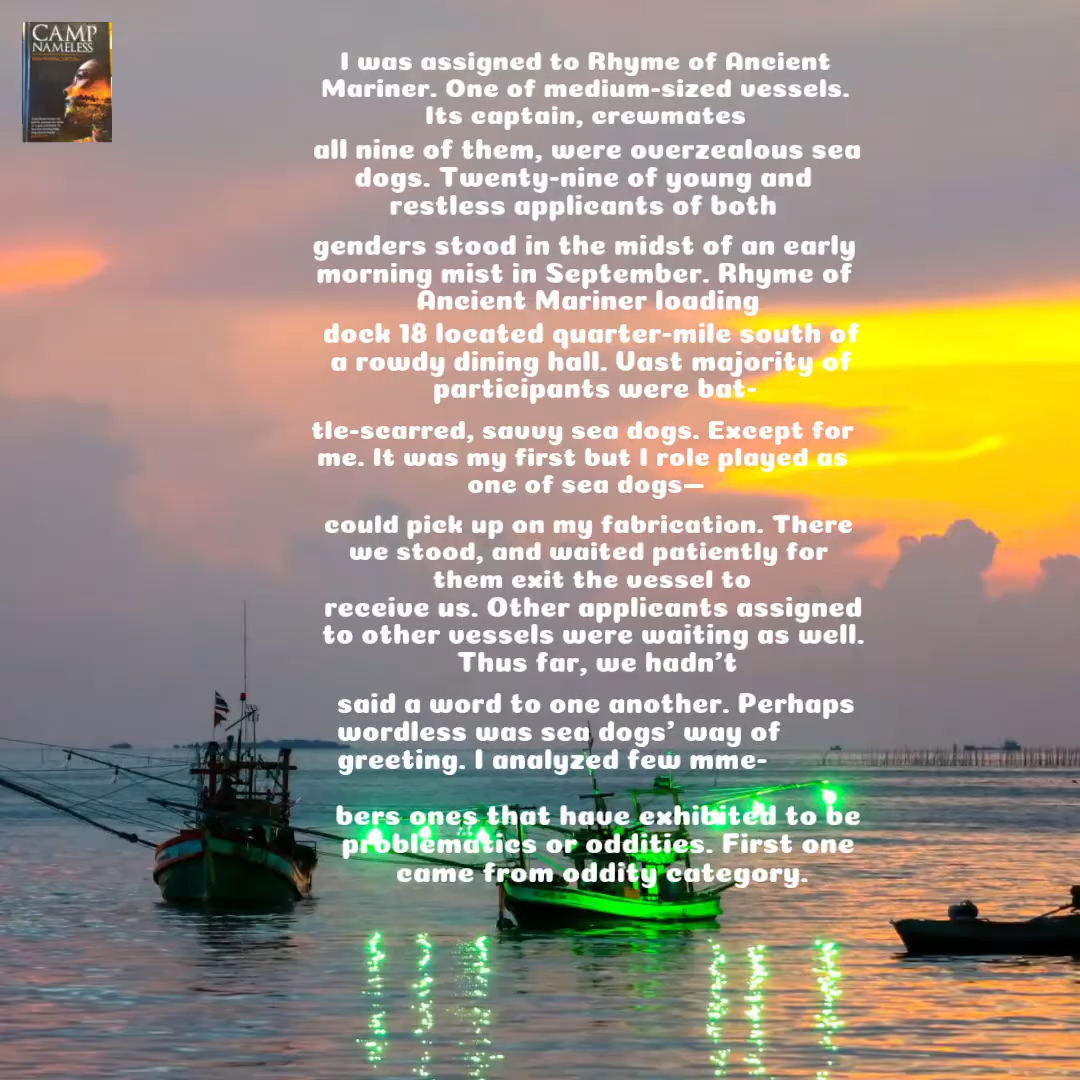 CAMP
NAMELESS
I was assigned to Rhyme of Ancient
Mariner. One of medium-sized vessels.
Its captain, crewmates
all nine of them, were overzealous sea
dogs. Twenty-nine of young and
restless applicants of both
genders stood in the midst of an early
morning mist in September. Rhyme of
Ancient Mariner loading
dock 18 located quarter-mile south of
a rowdy dining hall. Vast majority of
participants were bat-
tle-scarred, savvy sea dogs. Except for
me. It was my first but I role played as
one of sea dogs—
could pick up on my fabrication. There
we stood, and waited patiently for
them exit the vessel to
receive us. Other applicants assigned
to other vessels were waiting as well.
Thus far, we hadn’t
said a word to one another. Perhaps
wordless was sea dogs’ way of
greeting. I analyzed few mme-
bers ones that have exhibited to be
problematics or oddities. First one
came from oddity category.